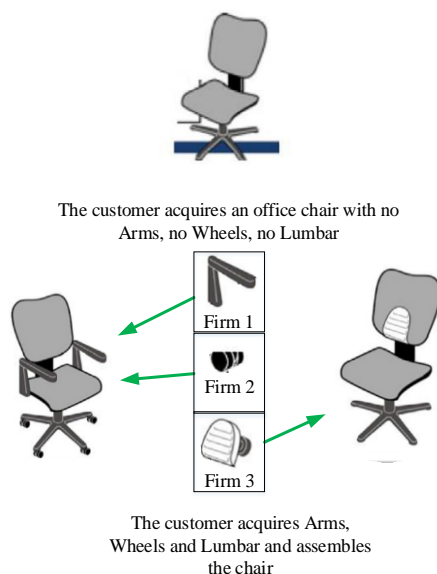 The customer acquires an office chair with no
Arms, no Wheels, no Lumbar
Firm 1
Firm 2
Firm 3
The customer acquires Arms,
Wheels and Lumbar and assembles
the chair